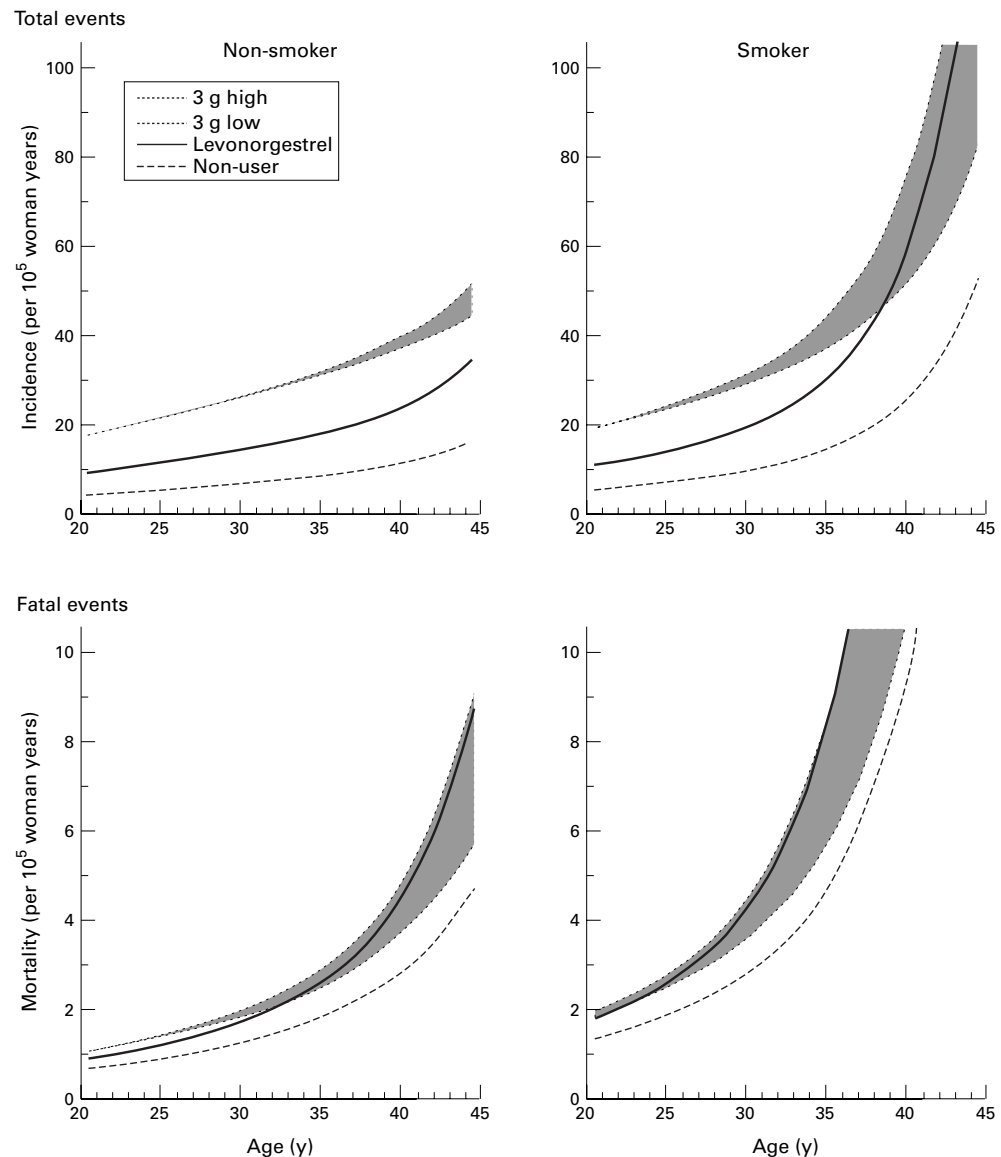 Total events
Non-smoker
Smoker
3 g high
3 g low
Levonorgestrel
Non-user
Incidence (per 10⁵ woman years)
100
80
60
40
20
0
20 25 30 35 40 45
100
80
60
40
20
0
20 25 30 35 40 45
Fatal events
Mortality (per 10⁵ woman years)
10
8
6
4
2
0
20 25 30 35 40 45
Age (y)
10
8
6
4
2
0
20 25 30 35 40 45
Age (y)